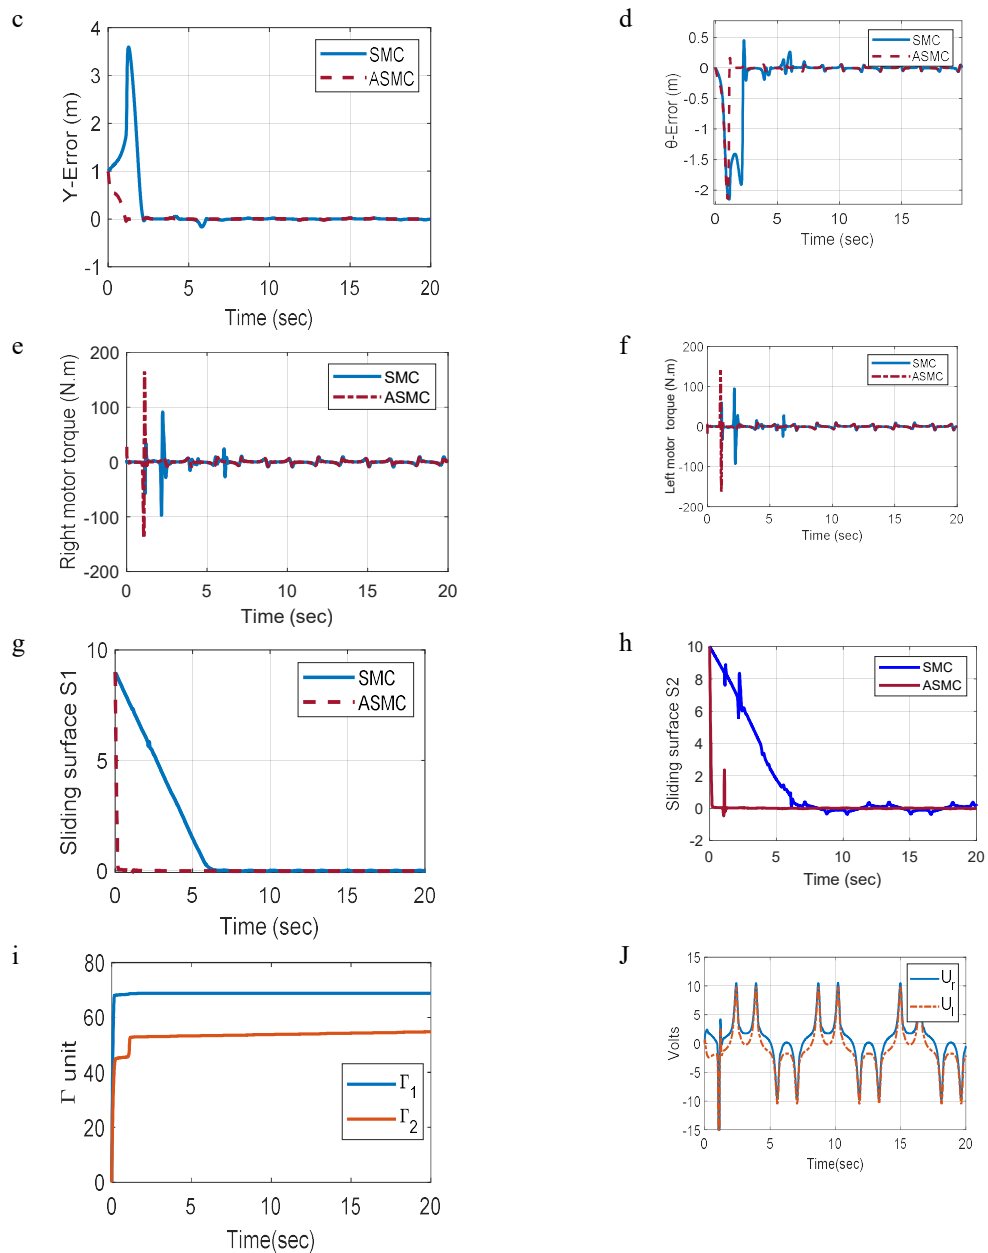 c
Y-Error (m)
4
3
2
1
0
-1
SMC
ASMC
0 5 10 15 20
Time (sec)
d
θ-Error (m)
0.5
0
-0.5
-1
-1.5
-2
SMC
ASMC
0 5 10 15
Time (sec)
e
Right motor torque (N.m)
200
100
0
-100
-200
SMC
ASMC
0 5 10 15 20
Time (sec)
f
Left motor torque (N.m)
200
100
0
-100
-200
SMC
ASMC
0 5 10 15 20
Time (sec)
g
Sliding surface S1
10
5
0
SMC
ASMC
0 5 10 15 20
Time (sec)
h
Sliding surface S2
10
8
6
4
2
0
-2
SMC
ASMC
0 5 10 15 20
Time (sec)
i
Γ unit
80
60
40
20
0
Γ1
Γ2
0 5 10 15 20
Time(sec)
J
Volts
15
10
5
0
-5
-10
-15
Ur
Ul
0 5 10 15 20
Time(sec)